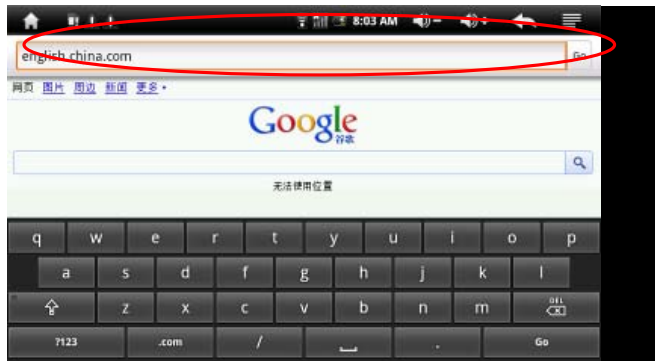 8:03 AM
english.china.com Go
网页 图片 周边 新闻 更多
Google
谷歌
无法使用位置
q w e r t y u i o p
a s d f g h j k l
z x c v b n m DEL
?123 .com / . Go